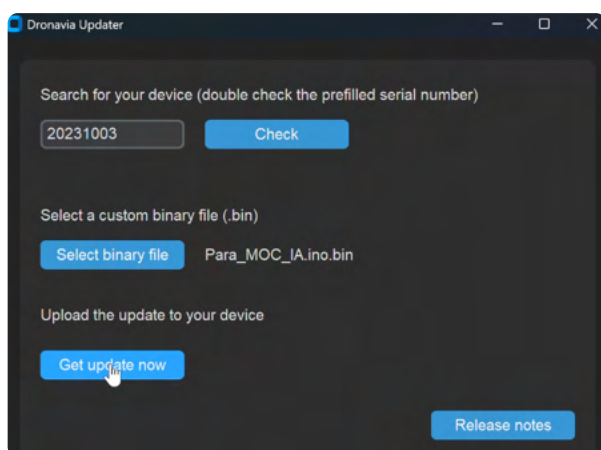 Dronavia Updater
Search for your device (double check the prefilled serial number)
20231003
Check
Select a custom binary file (.bin)
Select binary file
Para_MOC_IA.ino.bin
Upload the update to your device
Get update now
Release notes